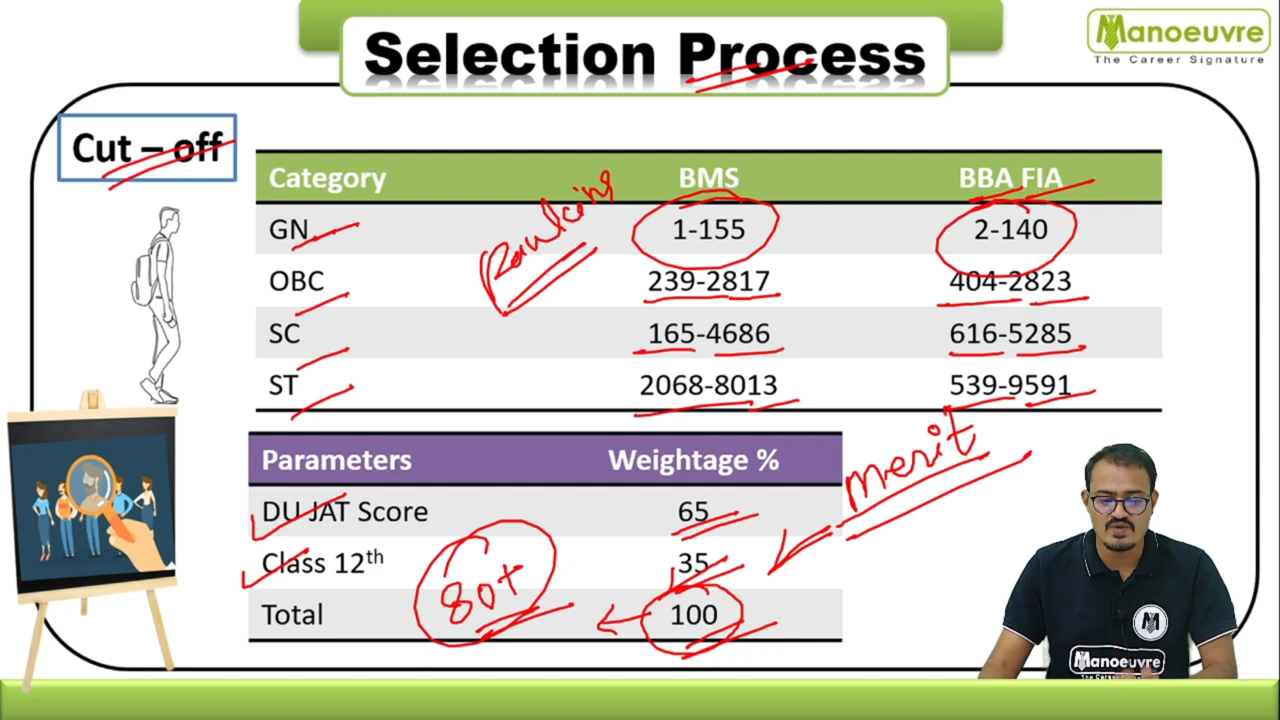 Selection Process
Manoeuvre
The Career Signature
Cut – off
Category BMS BBA FIA
GN 1-155 2-140
Ranking
OBC 239-2817 404-2823
SC 165-4686 616-5285
ST 2068-8013 539-9591
merit
Parameters Weightage %
DU JAT Score 65
Class 12th 35
80+
Total 100
M
Manoeuvre